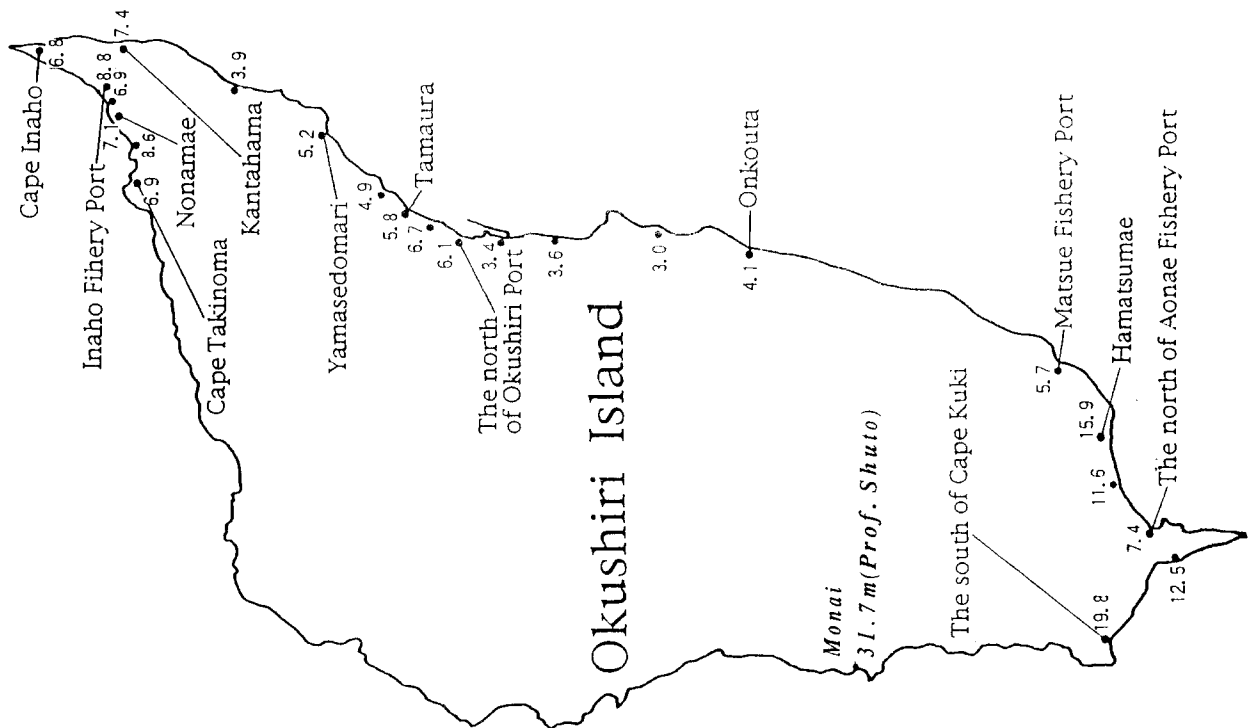 Cape Inaho
6.8
7.4
Inaho Fihery Port
8.8
6.9
7.1
Nonamae
8.6
6.9
Kantahama
3.9
Cape Takinoma
Yamasedomari
5.2
4.9
Tamaura
5.8
6.7
6.1
The north
of Okushiri Port
3.4
3.6
3.0
Onkouta
4.1
Okushiri Island
Monai
31.7m(Prof. Shuto)
Matsue Fishery Port
5.7
The south of Cape Kuki
Hamatsumae
15.9
11.6
The north of Aonae Fishery Port
7.4
19.8
12.5